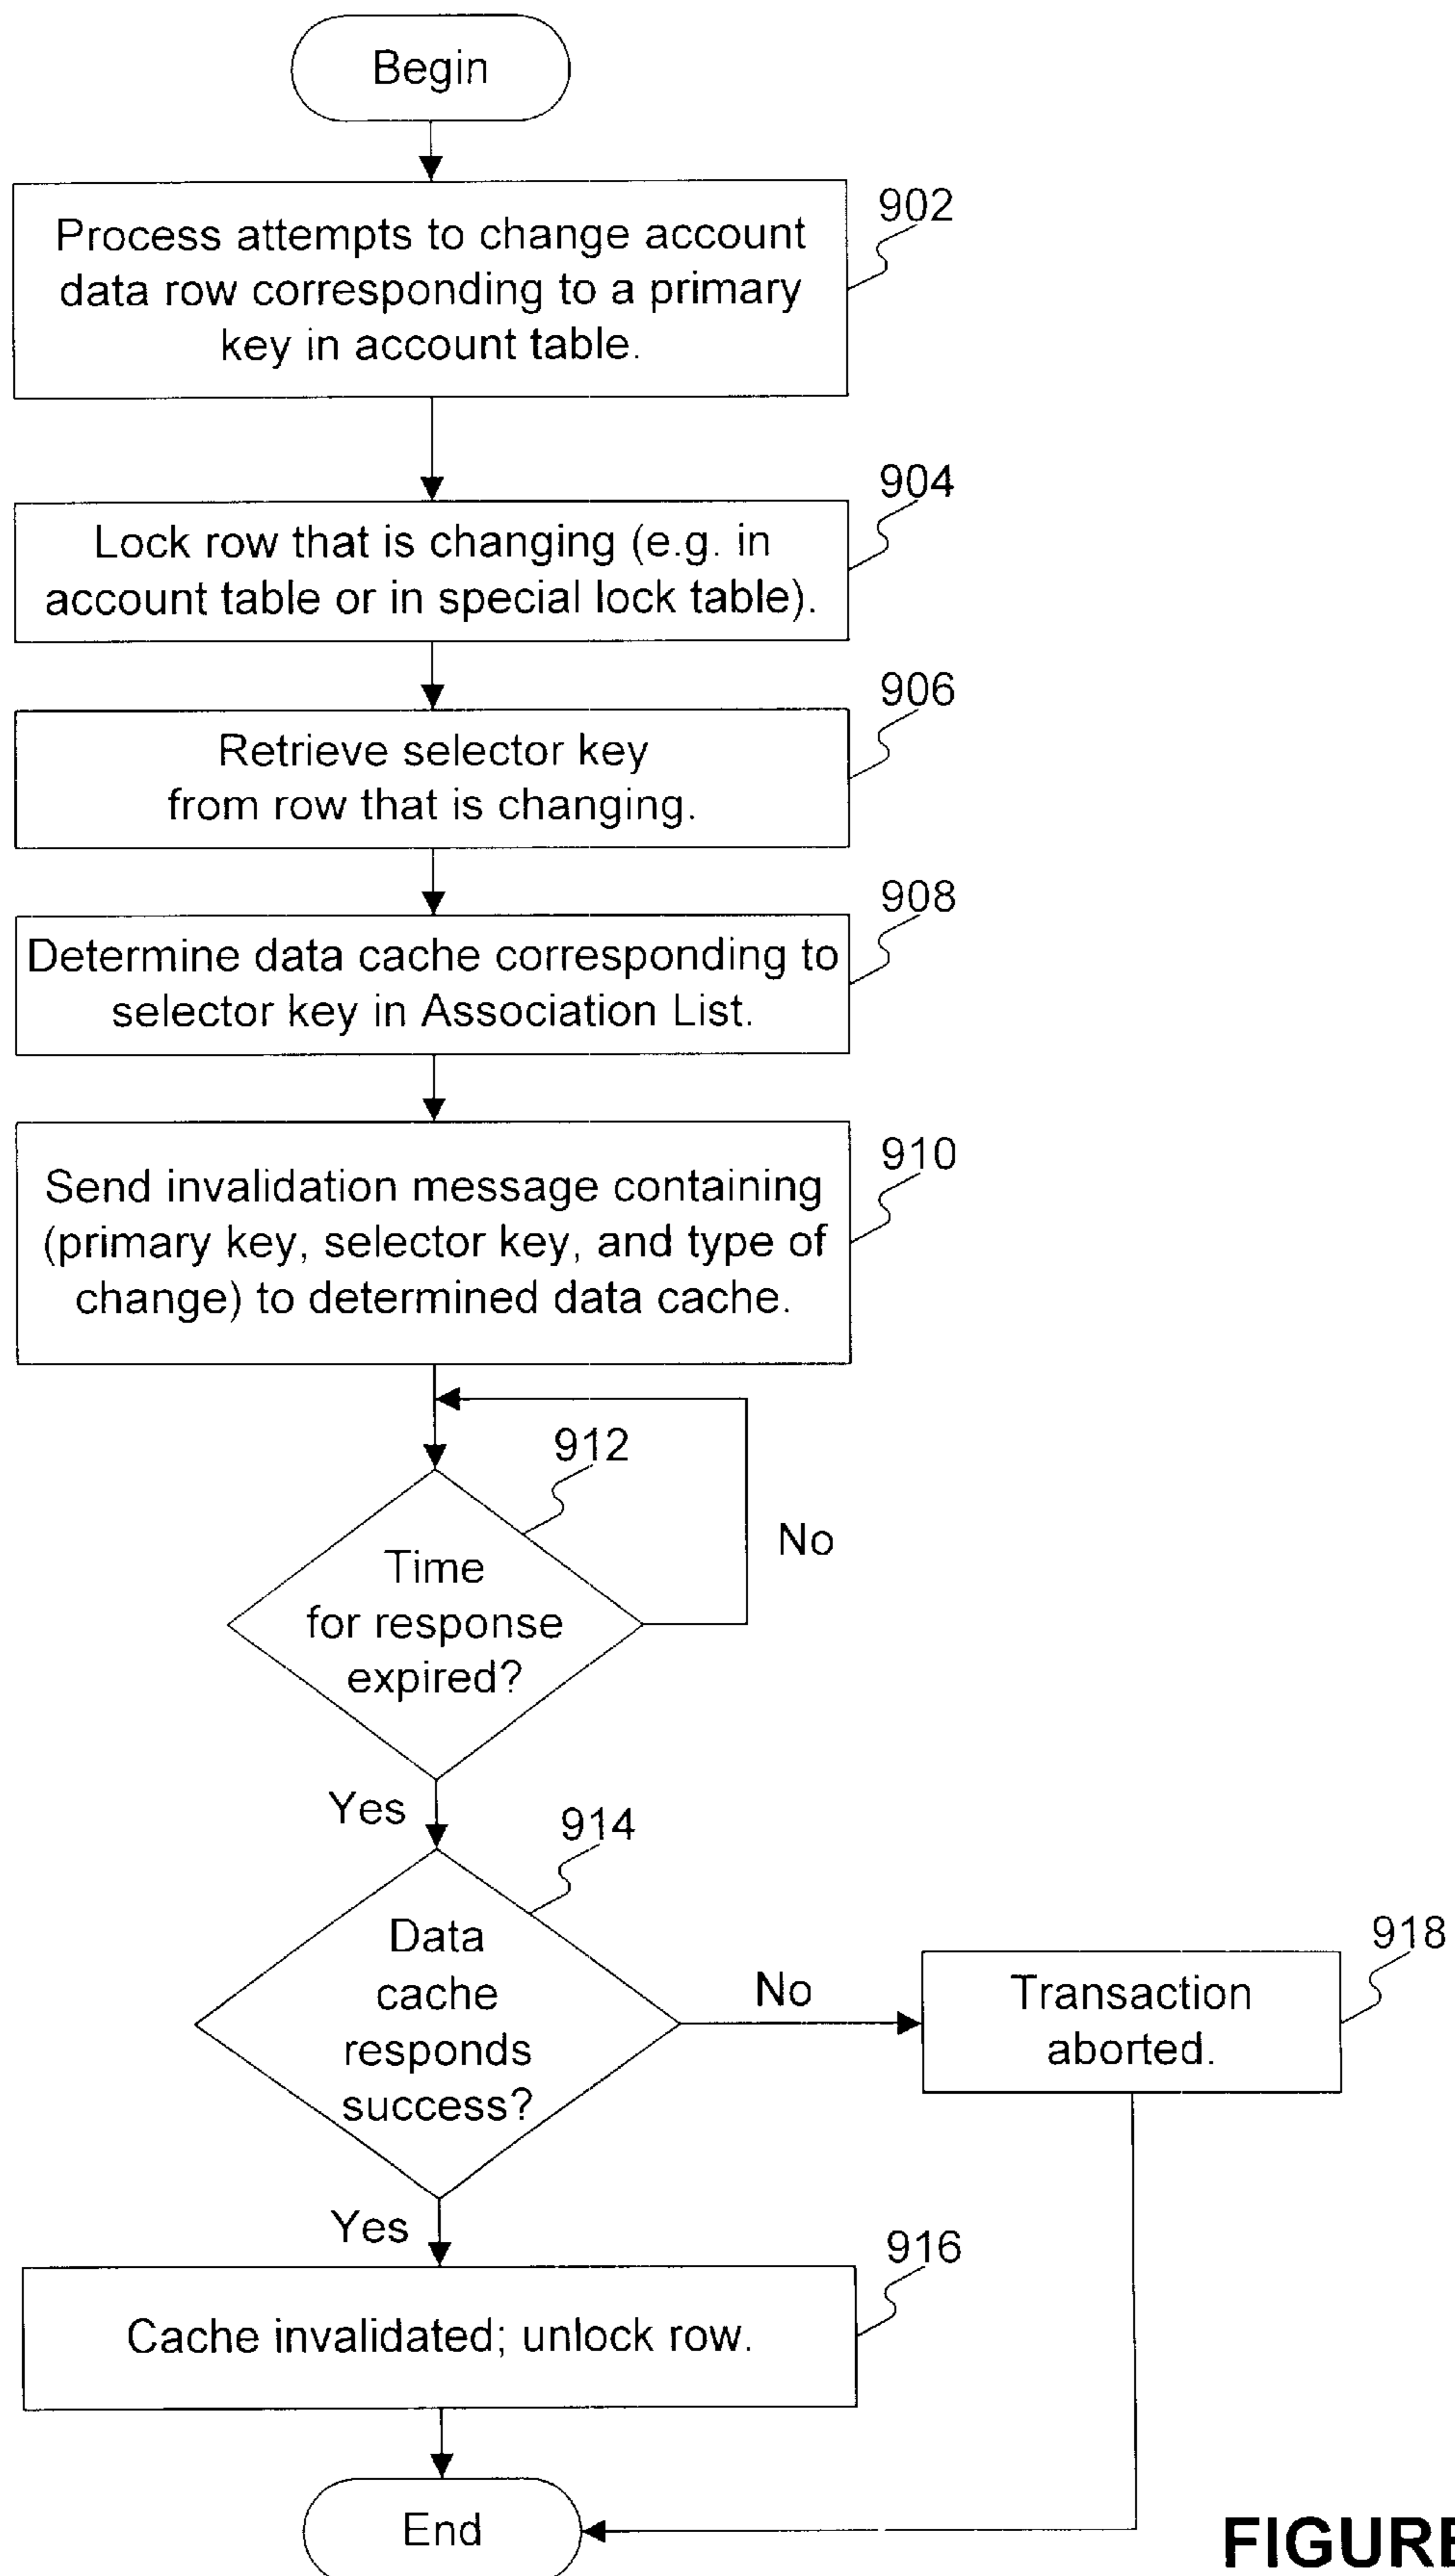 Begin
Process attempts to change account
data row corresponding to a primary
key in account table.
902
Lock row that is changing (e.g. in
account table or in special lock table).
904
Retrieve selector key
from row that is changing.
906
Determine data cache corresponding to
selector key in Association List.
908
Send invalidation message containing
(primary key, selector key, and type of
change) to determined data cache.
910
912
Time
for response
expired?
No
Yes
914
Data
cache
responds
success?
No
Transaction
aborted.
918
Yes
Cache invalidated; unlock row.
916
End
FIGURE